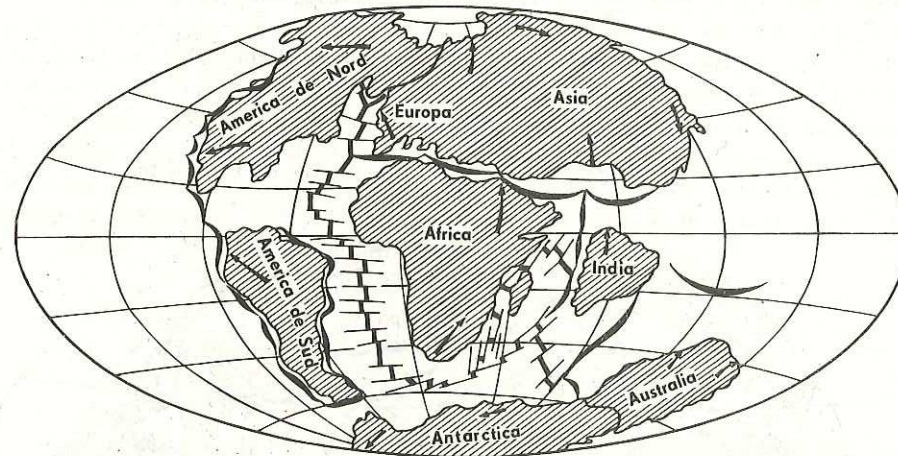 America de Nord
Europa
Asia
Africa
America de Sud
India
Australia
Antarctica